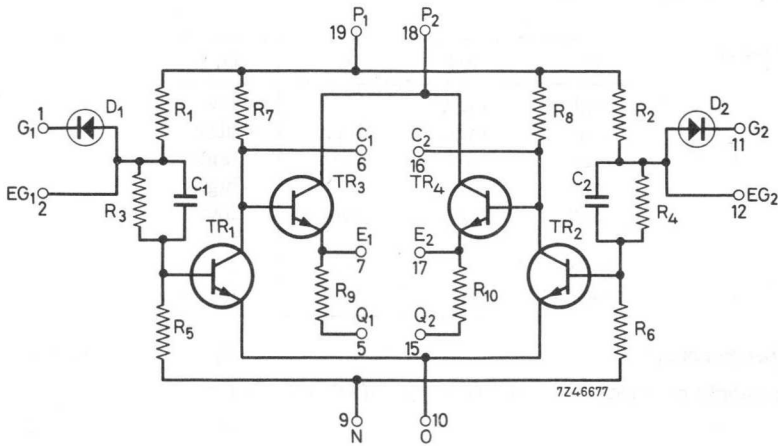 P1 P2
19 18
1 D1 R1 R7 R8 R2 D2
G1 G2
11
C1 C2
6 16
EG1 C1 TR3 TR4 C2 EG2
2 R3 R4 12
TR1 E1 E2 TR2
7 17
R5 R9 R10 R6
Q1 Q2
5 15
7Z46677
9 N O 10